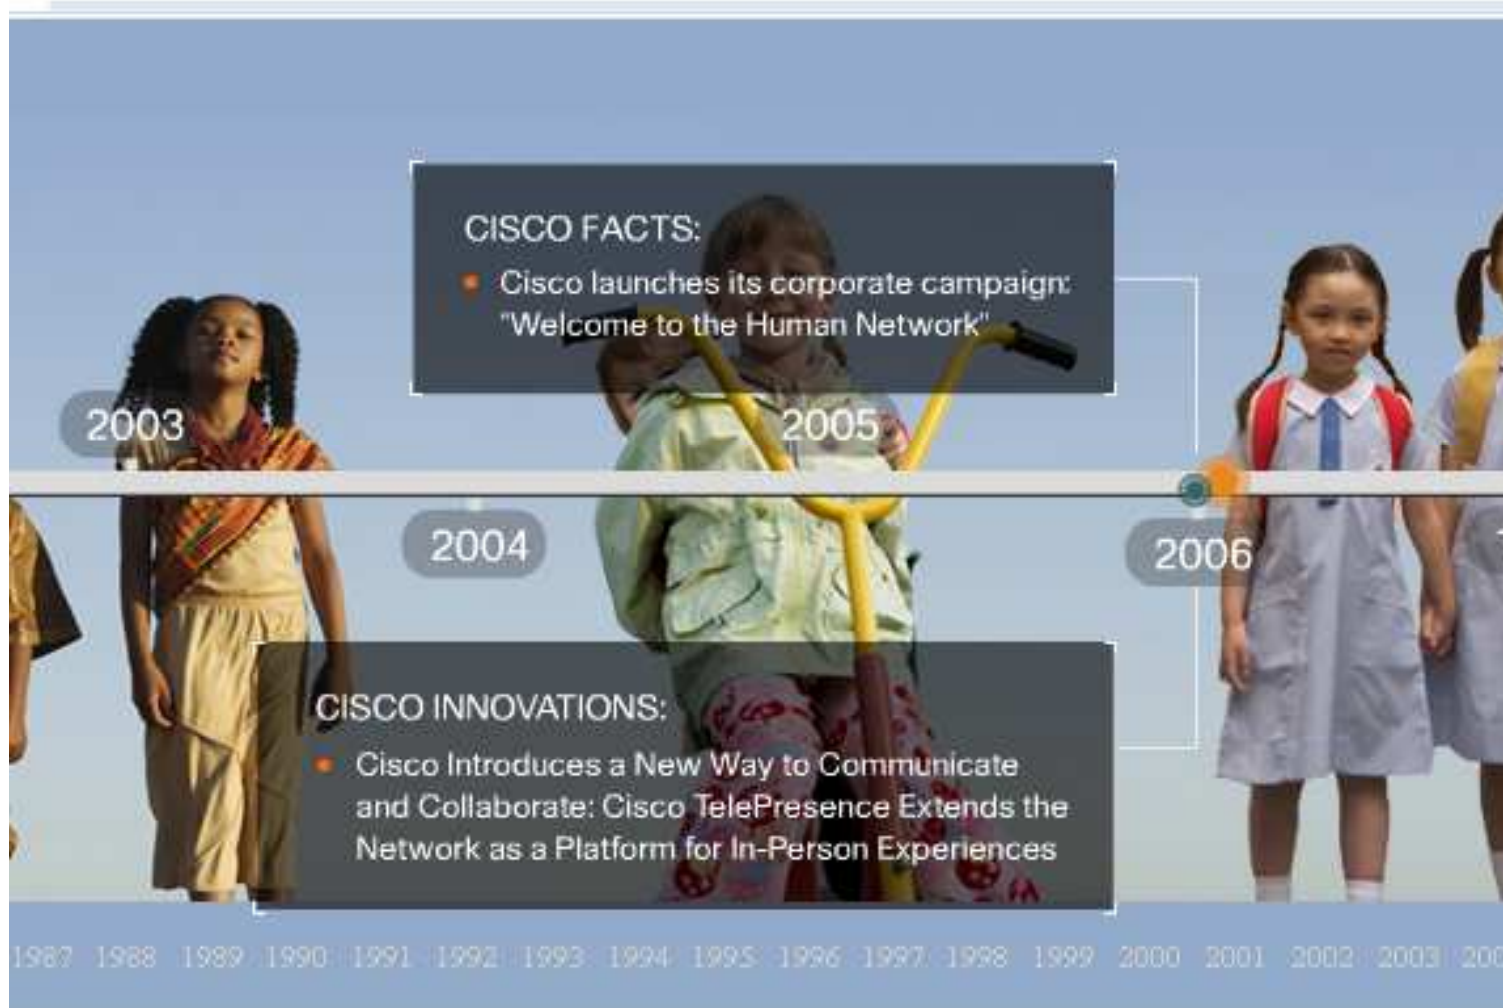 CISCO FACTS:
Cisco launches its corporate campaign:
"Welcome to the Human Network"
2003
2005
2004
2006
CISCO INNOVATIONS:
Cisco Introduces a New Way to Communicate
and Collaborate: Cisco TelePresence Extends the
Network as a Platform for In-Person Experiences
1987 1988 1989 1990 1991 1992 1993 1994 1995 1996 1997 1998 1999 2000 2001 2002 2003